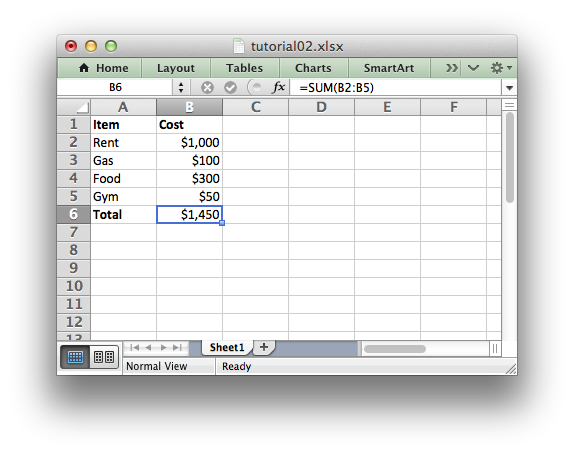 tutorial02.xlsx
Home Layout Tables Charts SmartArt
B6 fx =SUM(B2:B5)
A B C D E F
1 Item Cost
2 Rent $1,000
3 Gas $100
4 Food $300
5 Gym $50
6 Total $1,450
7
8
9
10
11
12
13
Sheet1
Normal View Ready